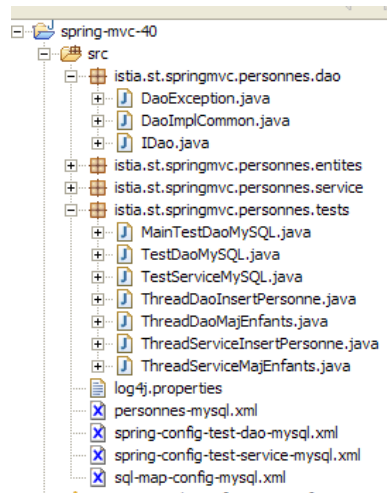 spring-mvc-40
src
istia.st.springmvc.personnes.dao
DaoException.java
DaoImplCommon.java
IDao.java
istia.st.springmvc.personnes.entites
istia.st.springmvc.personnes.service
istia.st.springmvc.personnes.tests
MainTestDaoMySQL.java
TestDaoMySQL.java
TestServiceMySQL.java
ThreadDaoInsertPersonne.java
ThreadDaoMajEnfants.java
ThreadServiceInsertPersonne.java
ThreadServiceMajEnfants.java
log4j.properties
personnes-mysql.xml
spring-config-test-dao-mysql.xml
spring-config-test-service-mysql.xml
sql-map-config-mysql.xml